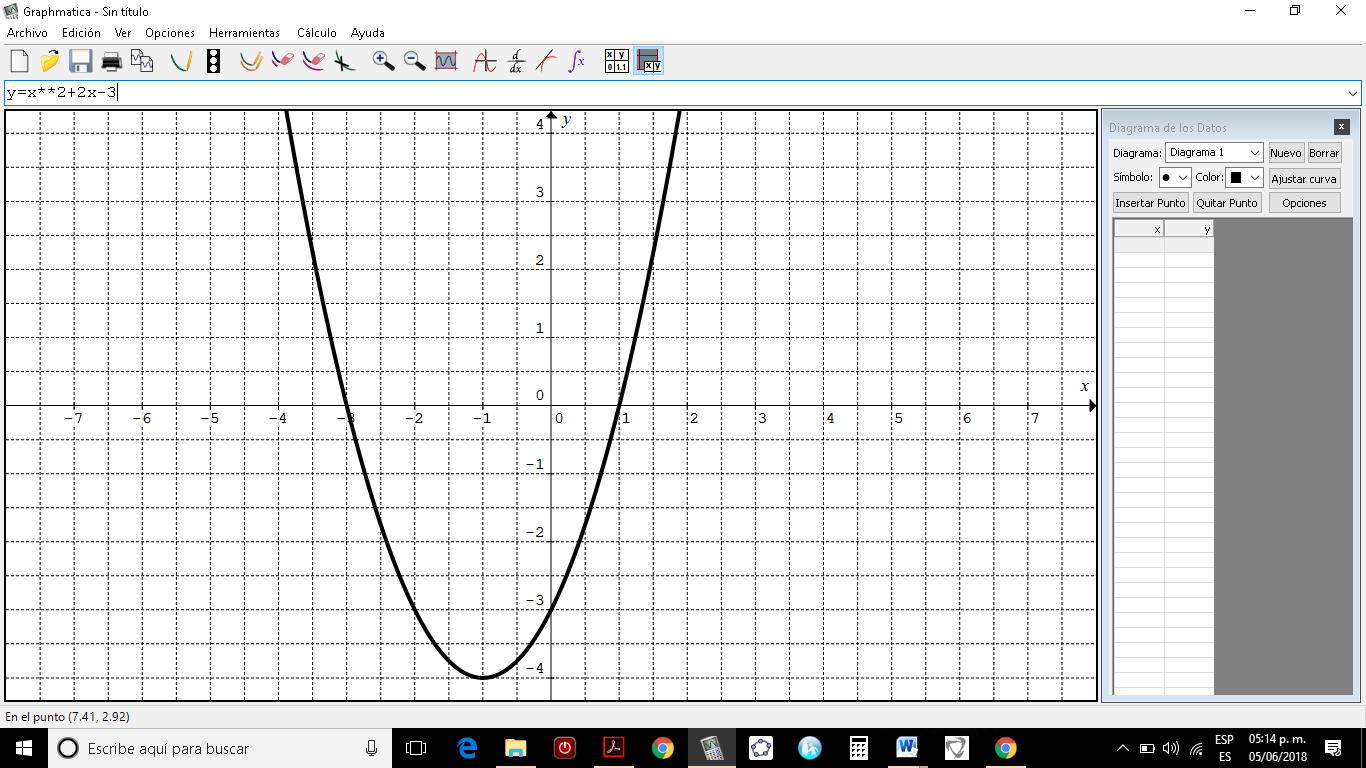 Graphmatica - Sin título
Archivo Edición Ver Opciones Herramientas Cálculo Ayuda
d
dx
∫x
x y
0 1.1
x y
y=x**2+2x-3
4
y
3
2
1
0
x
-7 -6 -5 -4 -3 -2 -1 0 1 2 3 4 5 6 7
-1
-2
-3
-4
Diagrama de los Datos
x
Diagrama: Diagrama 1 Nuevo Borrar
Símbolo: Color: Ajustar curva
Insertar Punto Quitar Punto Opciones
x y
En el punto (7.41, 2.92)
Escribe aquí para buscar
ESP 05:14 p. m.
ES 05/06/2018